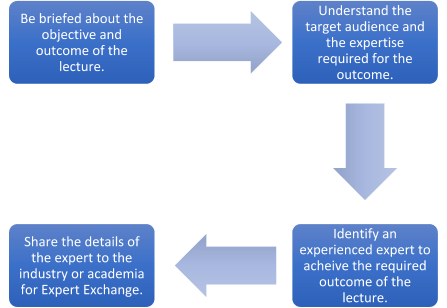 Be briefed about the
objective and
outcome of the
lecture.
Understand the
target audience and
the expertise
required for the
outcome.
Identify an
experienced expert to
acheive the required
outcome of the
lecture.
Share the details of
the expert to the
industry or academia
for Expert Exchange.